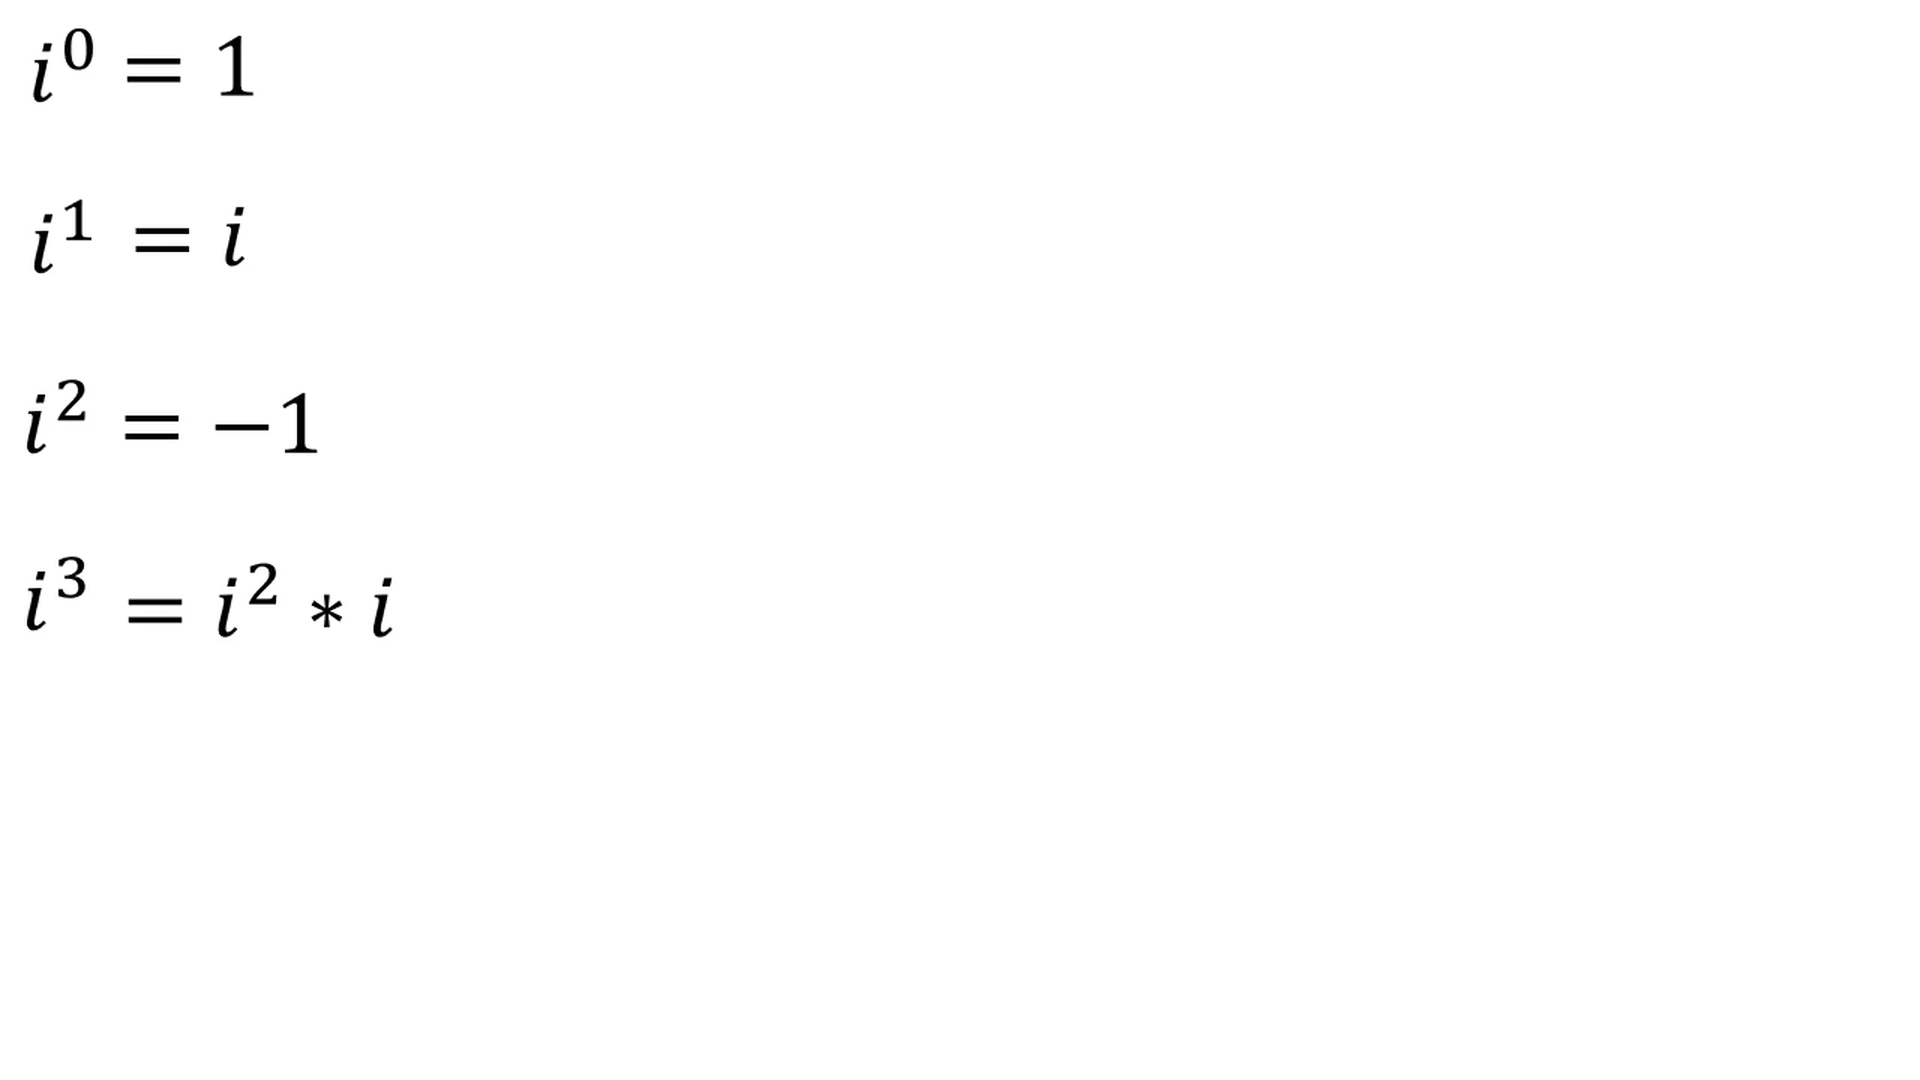 i⁰ = 1
i¹ = i
i² = −1
i³ = i² * i